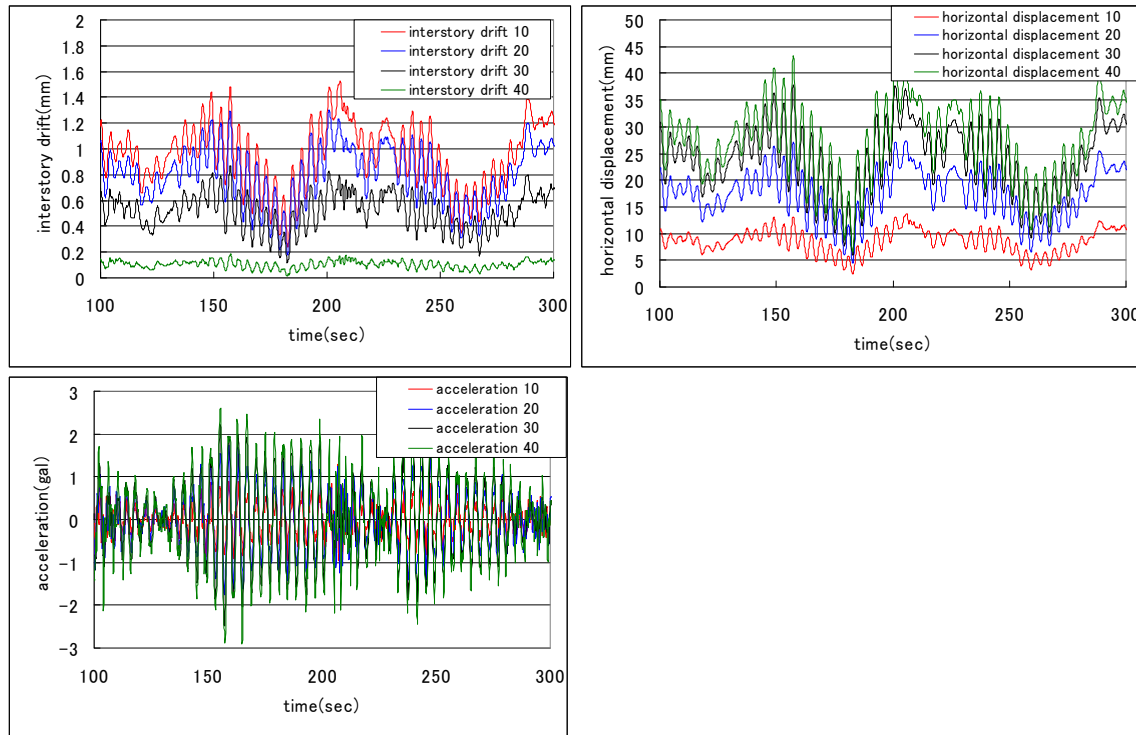 2
1.8
1.6
1.4
1.2
1
0.8
0.6
0.4
0.2
0
interstory drift(mm)
interstory drift 10
interstory drift 20
interstory drift 30
interstory drift 40
100 150 200 250 300
time(sec)
50
45
40
35
30
25
20
15
10
5
0
horizontal displacement(mm)
horizontal displacement 10
horizontal displacement 20
horizontal displacement 30
horizontal displacement 40
100 150 200 250 300
time(sec)
3
2
1
0
-1
-2
-3
acceleration(gal)
acceleration 10
acceleration 20
acceleration 30
acceleration 40
100 150 200 250 300
time(sec)